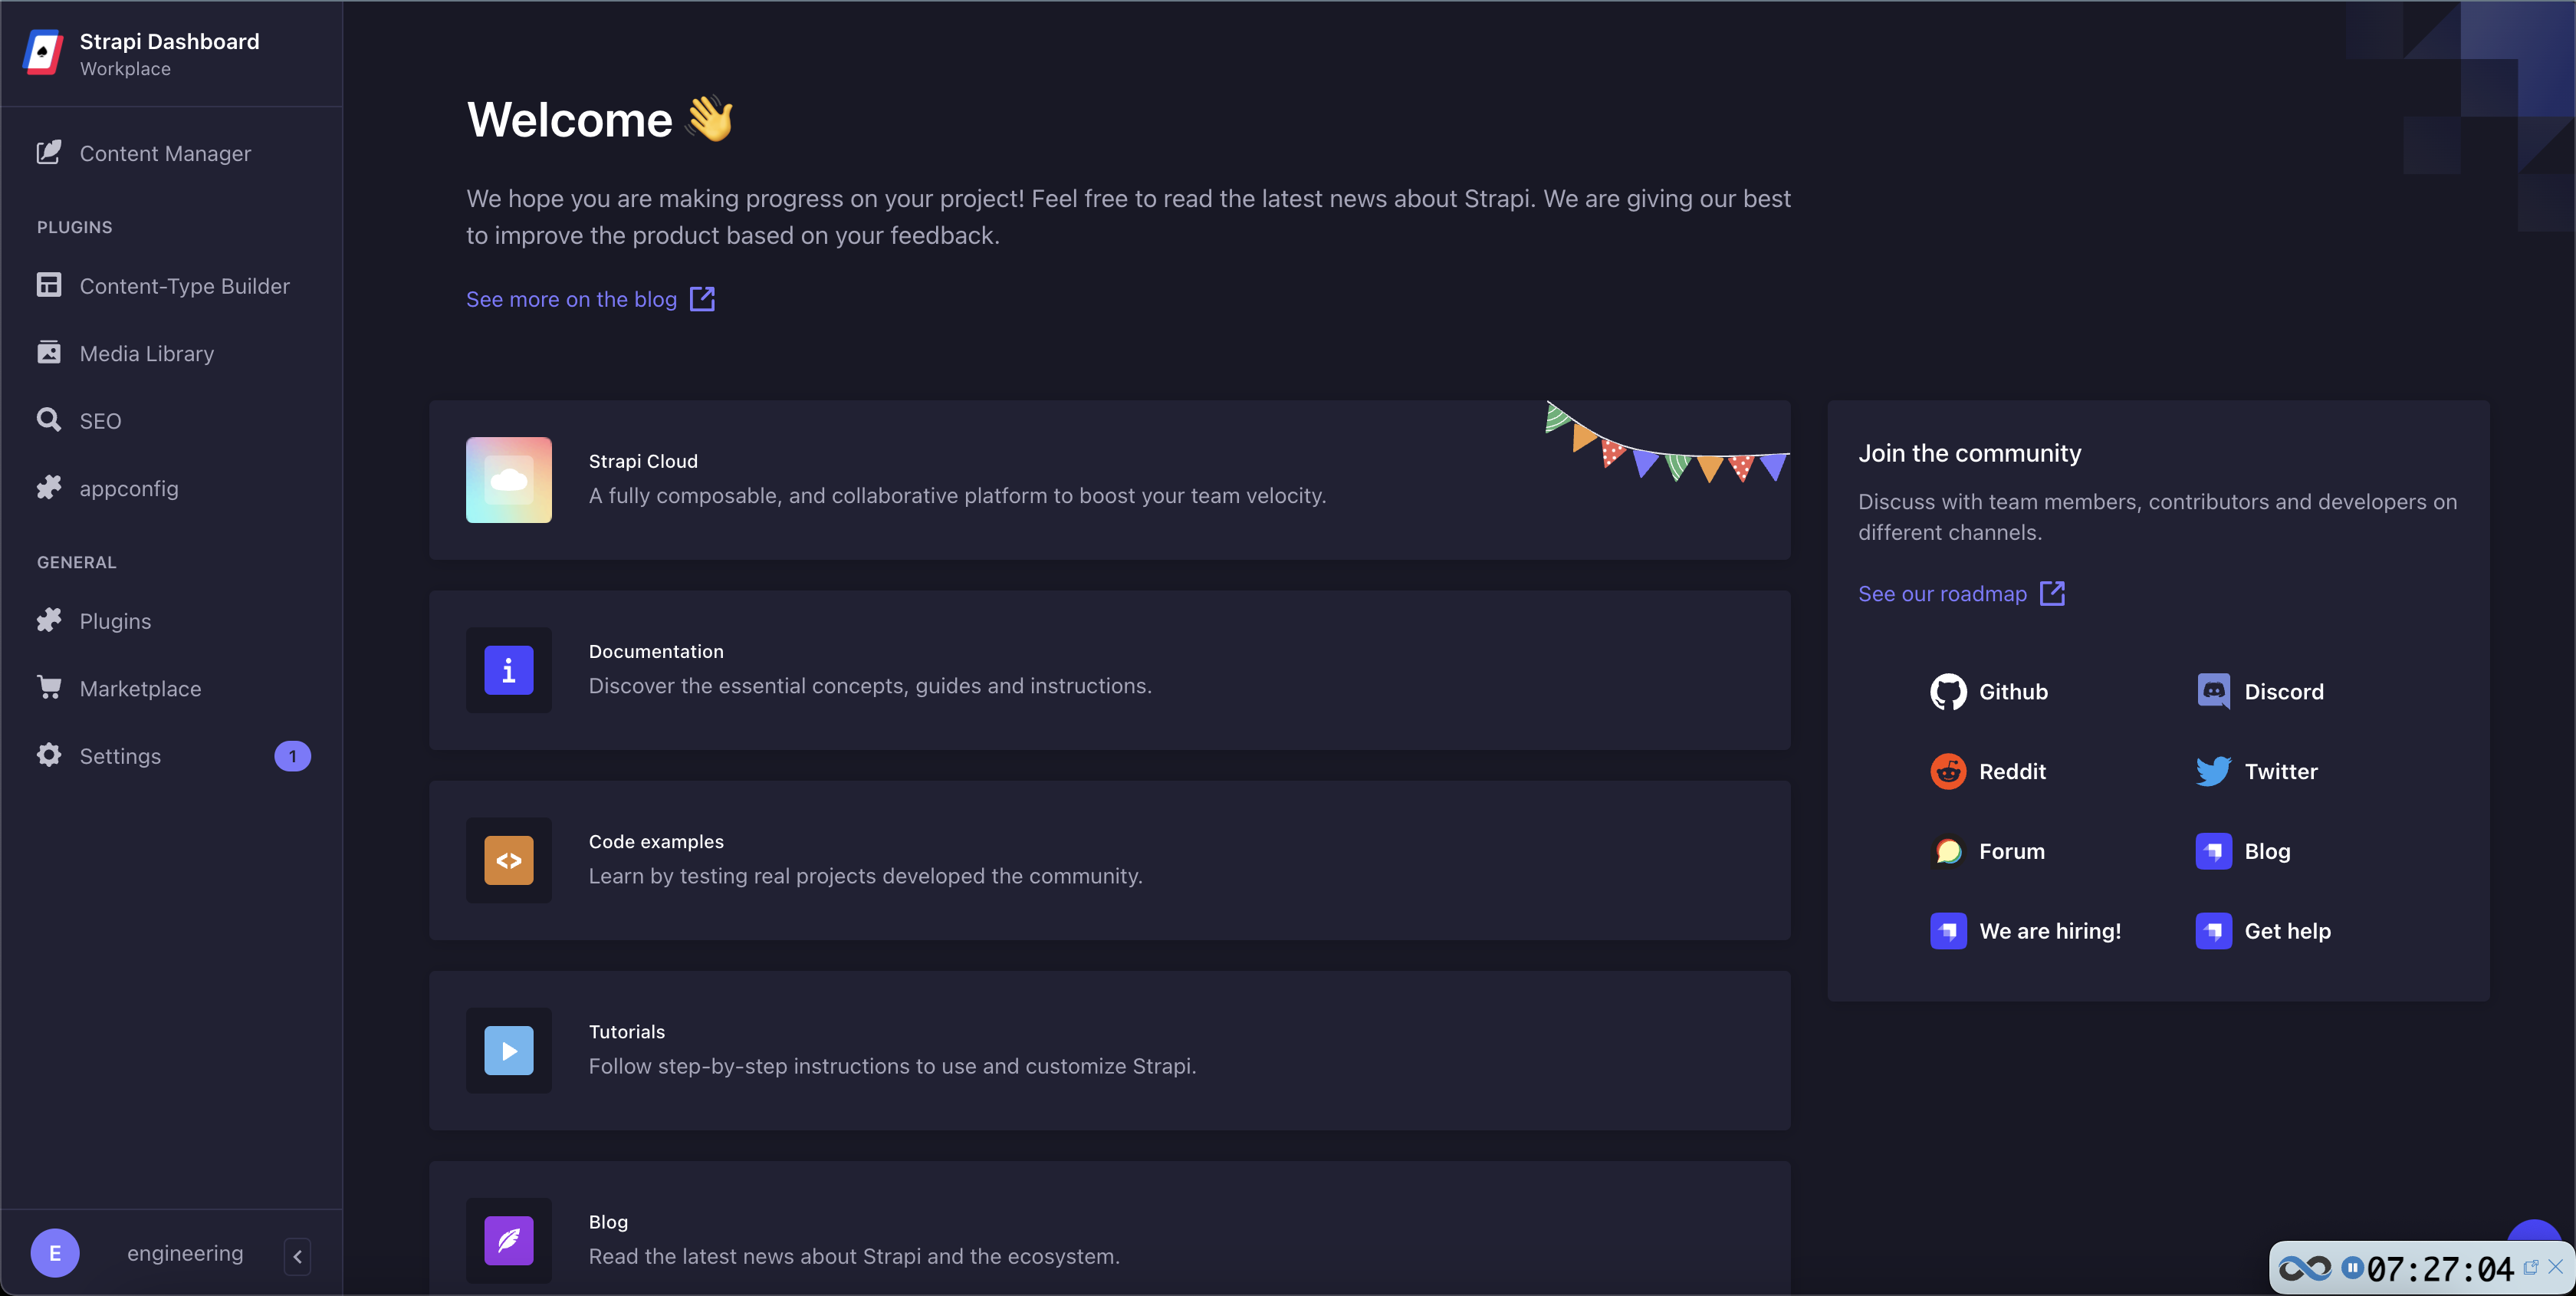 Strapi Dashboard
Workplace
Content Manager
PLUGINS
Content-Type Builder
Media Library
SEO
appconfig
GENERAL
Plugins
Marketplace
Settings
1
E
engineering
Welcome 👋
We hope you are making progress on your project! Feel free to read the latest news about Strapi. We are giving our best
to improve the product based on your feedback.
See more on the blog
Strapi Cloud
A fully composable, and collaborative platform to boost your team velocity.
Documentation
Discover the essential concepts, guides and instructions.
Code examples
Learn by testing real projects developed the community.
Tutorials
Follow step-by-step instructions to use and customize Strapi.
Blog
Read the latest news about Strapi and the ecosystem.
Join the community
Discuss with team members, contributors and developers on
different channels.
See our roadmap
Github
Discord
Reddit
Twitter
Forum
Blog
We are hiring!
Get help
07:27:04